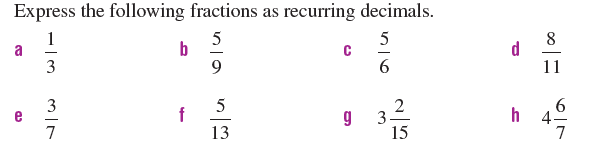 Express the following fractions as recurring decimals.
a 1/3 b 5/9 c 5/6 d 8/11
e 3/7 f 5/13 g 3 2/15 h 4 6/7